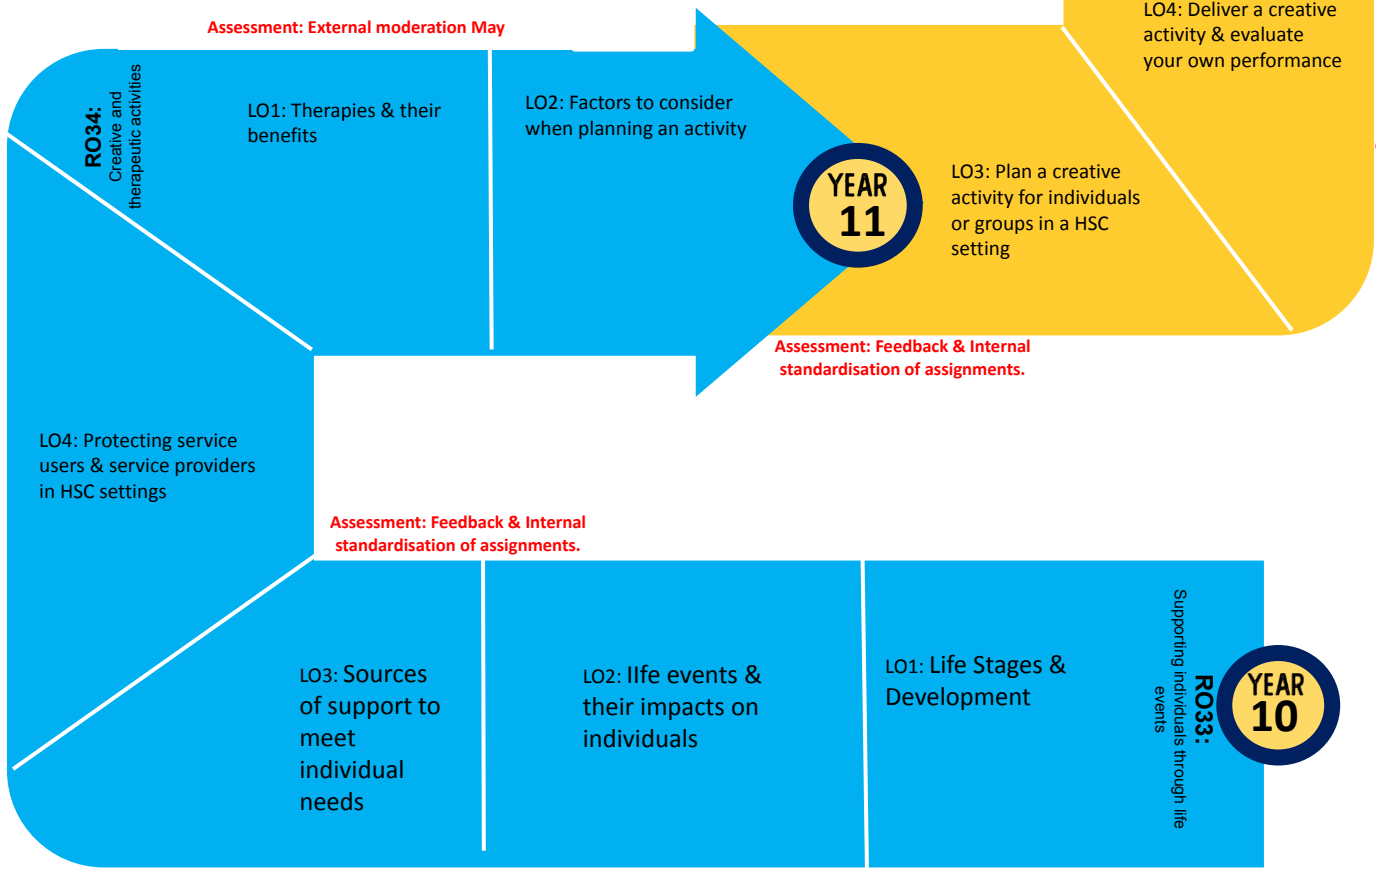 Assessment: External moderation May
LO4: Deliver a creative
activity & evaluate
your own performance
RO34:
Creative and
therapeutic activities
LO1: Therapies & their
benefits
LO2: Factors to consider
when planning an activity
YEAR
11
LO3: Plan a creative
activity for individuals
or groups in a HSC
setting
Assessment: Feedback & Internal
standardisation of assignments.
LO4: Protecting service
users & service providers
in HSC settings
Assessment: Feedback & Internal
standardisation of assignments.
LO3: Sources
of support to
meet
individual
needs
LO2: lIfe events &
their impacts on
individuals
LO1: Life Stages &
Development
RO33:
Supporting individuals through life
events
YEAR
10